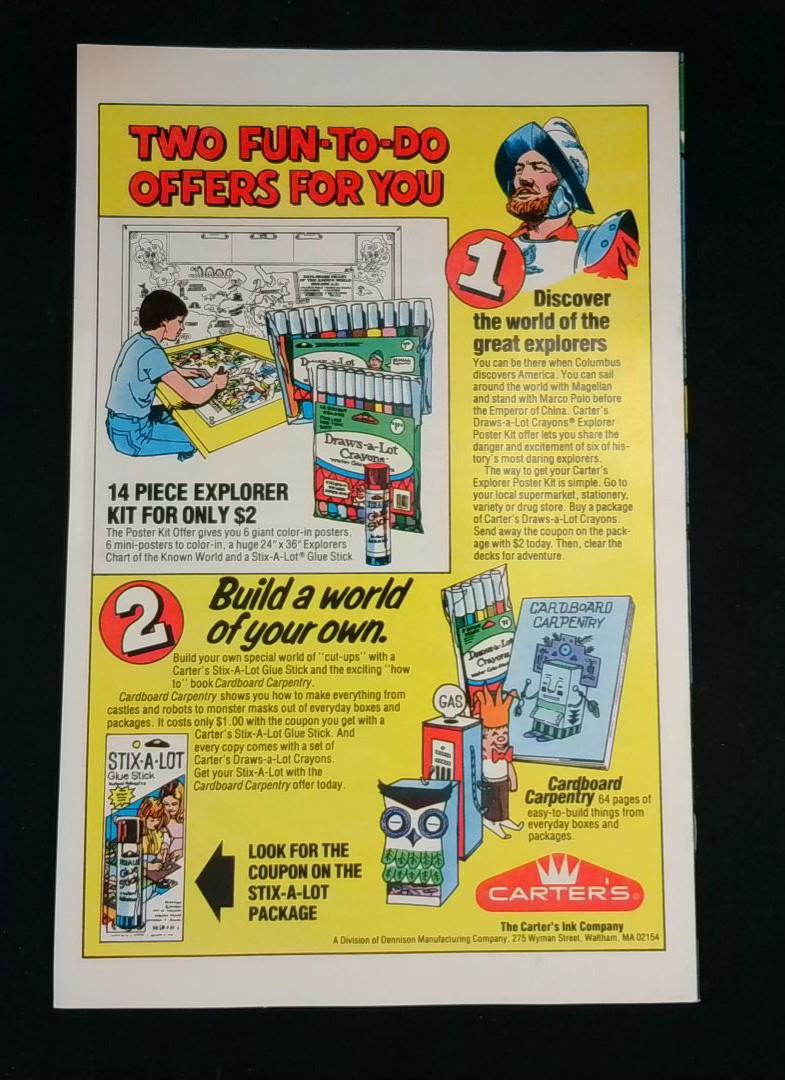 TWO FUN-TO-DO
OFFERS FOR YOU
1
Discover
the world of the
great explorers
You can be there when Columbus
discovers America. You can sail
around the world with Magellan
and stand with Marco Polo before
the Emperor of China. Carter's
Draws-a-Lot Crayons® Explorer
Poster Kit offer lets you share the
danger and excitement of six of his-
tory's most daring explorers.
The way to get your Carter's
Explorer Poster Kit is simple. Go to
your local supermarket, stationery,
variety or drug store. Buy a package
of Carter's Draws-a-Lot Crayons.
Send away the coupon on the pack-
age with $2 today. Then, clear the
decks for adventure.
Draws-a-Lot
Crayons
14 PIECE EXPLORER
KIT FOR ONLY $2
The Poster Kit Offer gives you 6 giant color-in posters,
6 mini-posters to color-in, a huge 24" x 36" Explorers
Chart of the Known World and a Stix-A-Lot® Glue Stick.
2
Build a world
of your own.
Build your own special world of "cut-ups" with a
Carter's Stix-A-Lot Glue Stick and the exciting "how
to" book Cardboard Carpentry.
Cardboard Carpentry shows you how to make everything from
castles and robots to monster masks out of everyday boxes and
packages. It costs only $1.00 with the coupon you get with a
Carter's Stix-A-Lot Glue Stick. And
every copy comes with a set of
Carter's Draws-a-Lot Crayons.
Get your Stix-A-Lot with the
Cardboard Carpentry offer today.
STIX-A-LOT
Glue Stick
LOOK FOR THE
COUPON ON THE
STIX-A-LOT
PACKAGE
Draws-a-Lot
Crayons
CARDBOARD
CARPENTRY
GAS
Cardboard
Carpentry 64 pages of
easy-to-build things from
everyday boxes and
packages.
CARTER'S®
The Carter's Ink Company
A Division of Dennison Manufacturing Company, 275 Wyman Street, Waltham, MA 02154